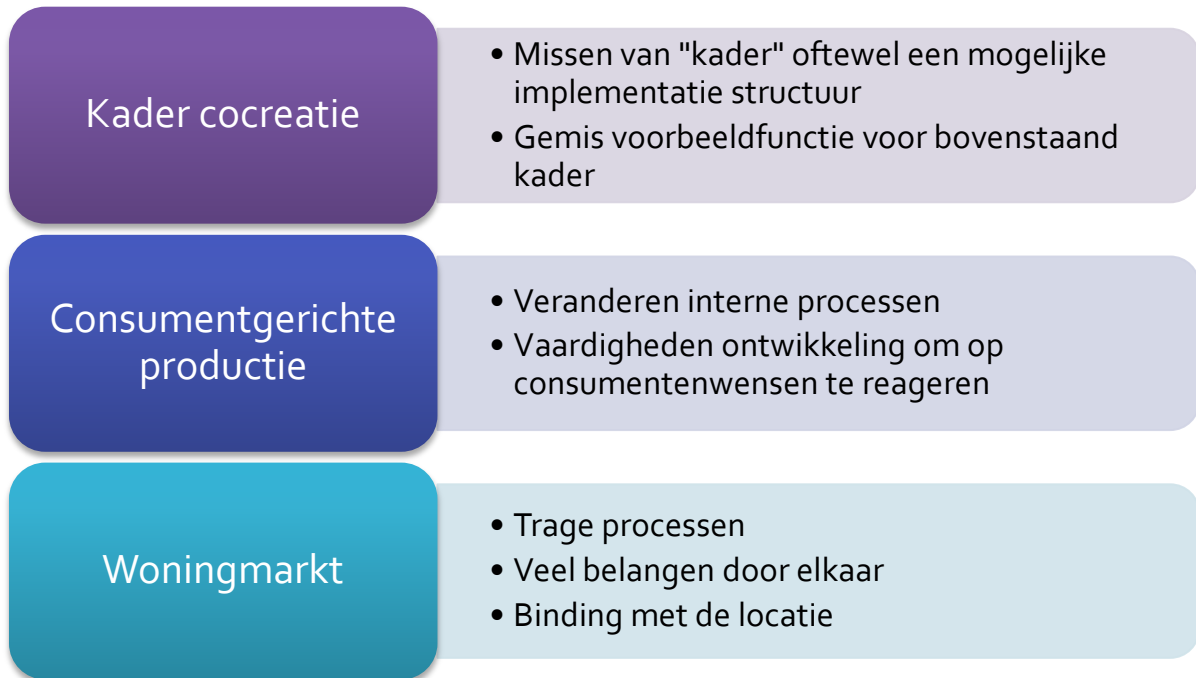 Kader cocreatie
• Missen van "kader" oftewel een mogelijke
implementatie structuur
• Gemis voorbeeldfunctie voor bovenstaand
kader
Consumentgerichte
productie
• Veranderen interne processen
• Vaardigheden ontwikkeling om op
consumentenwensen te reageren
Woningmarkt
• Trage processen
• Veel belangen door elkaar
• Binding met de locatie